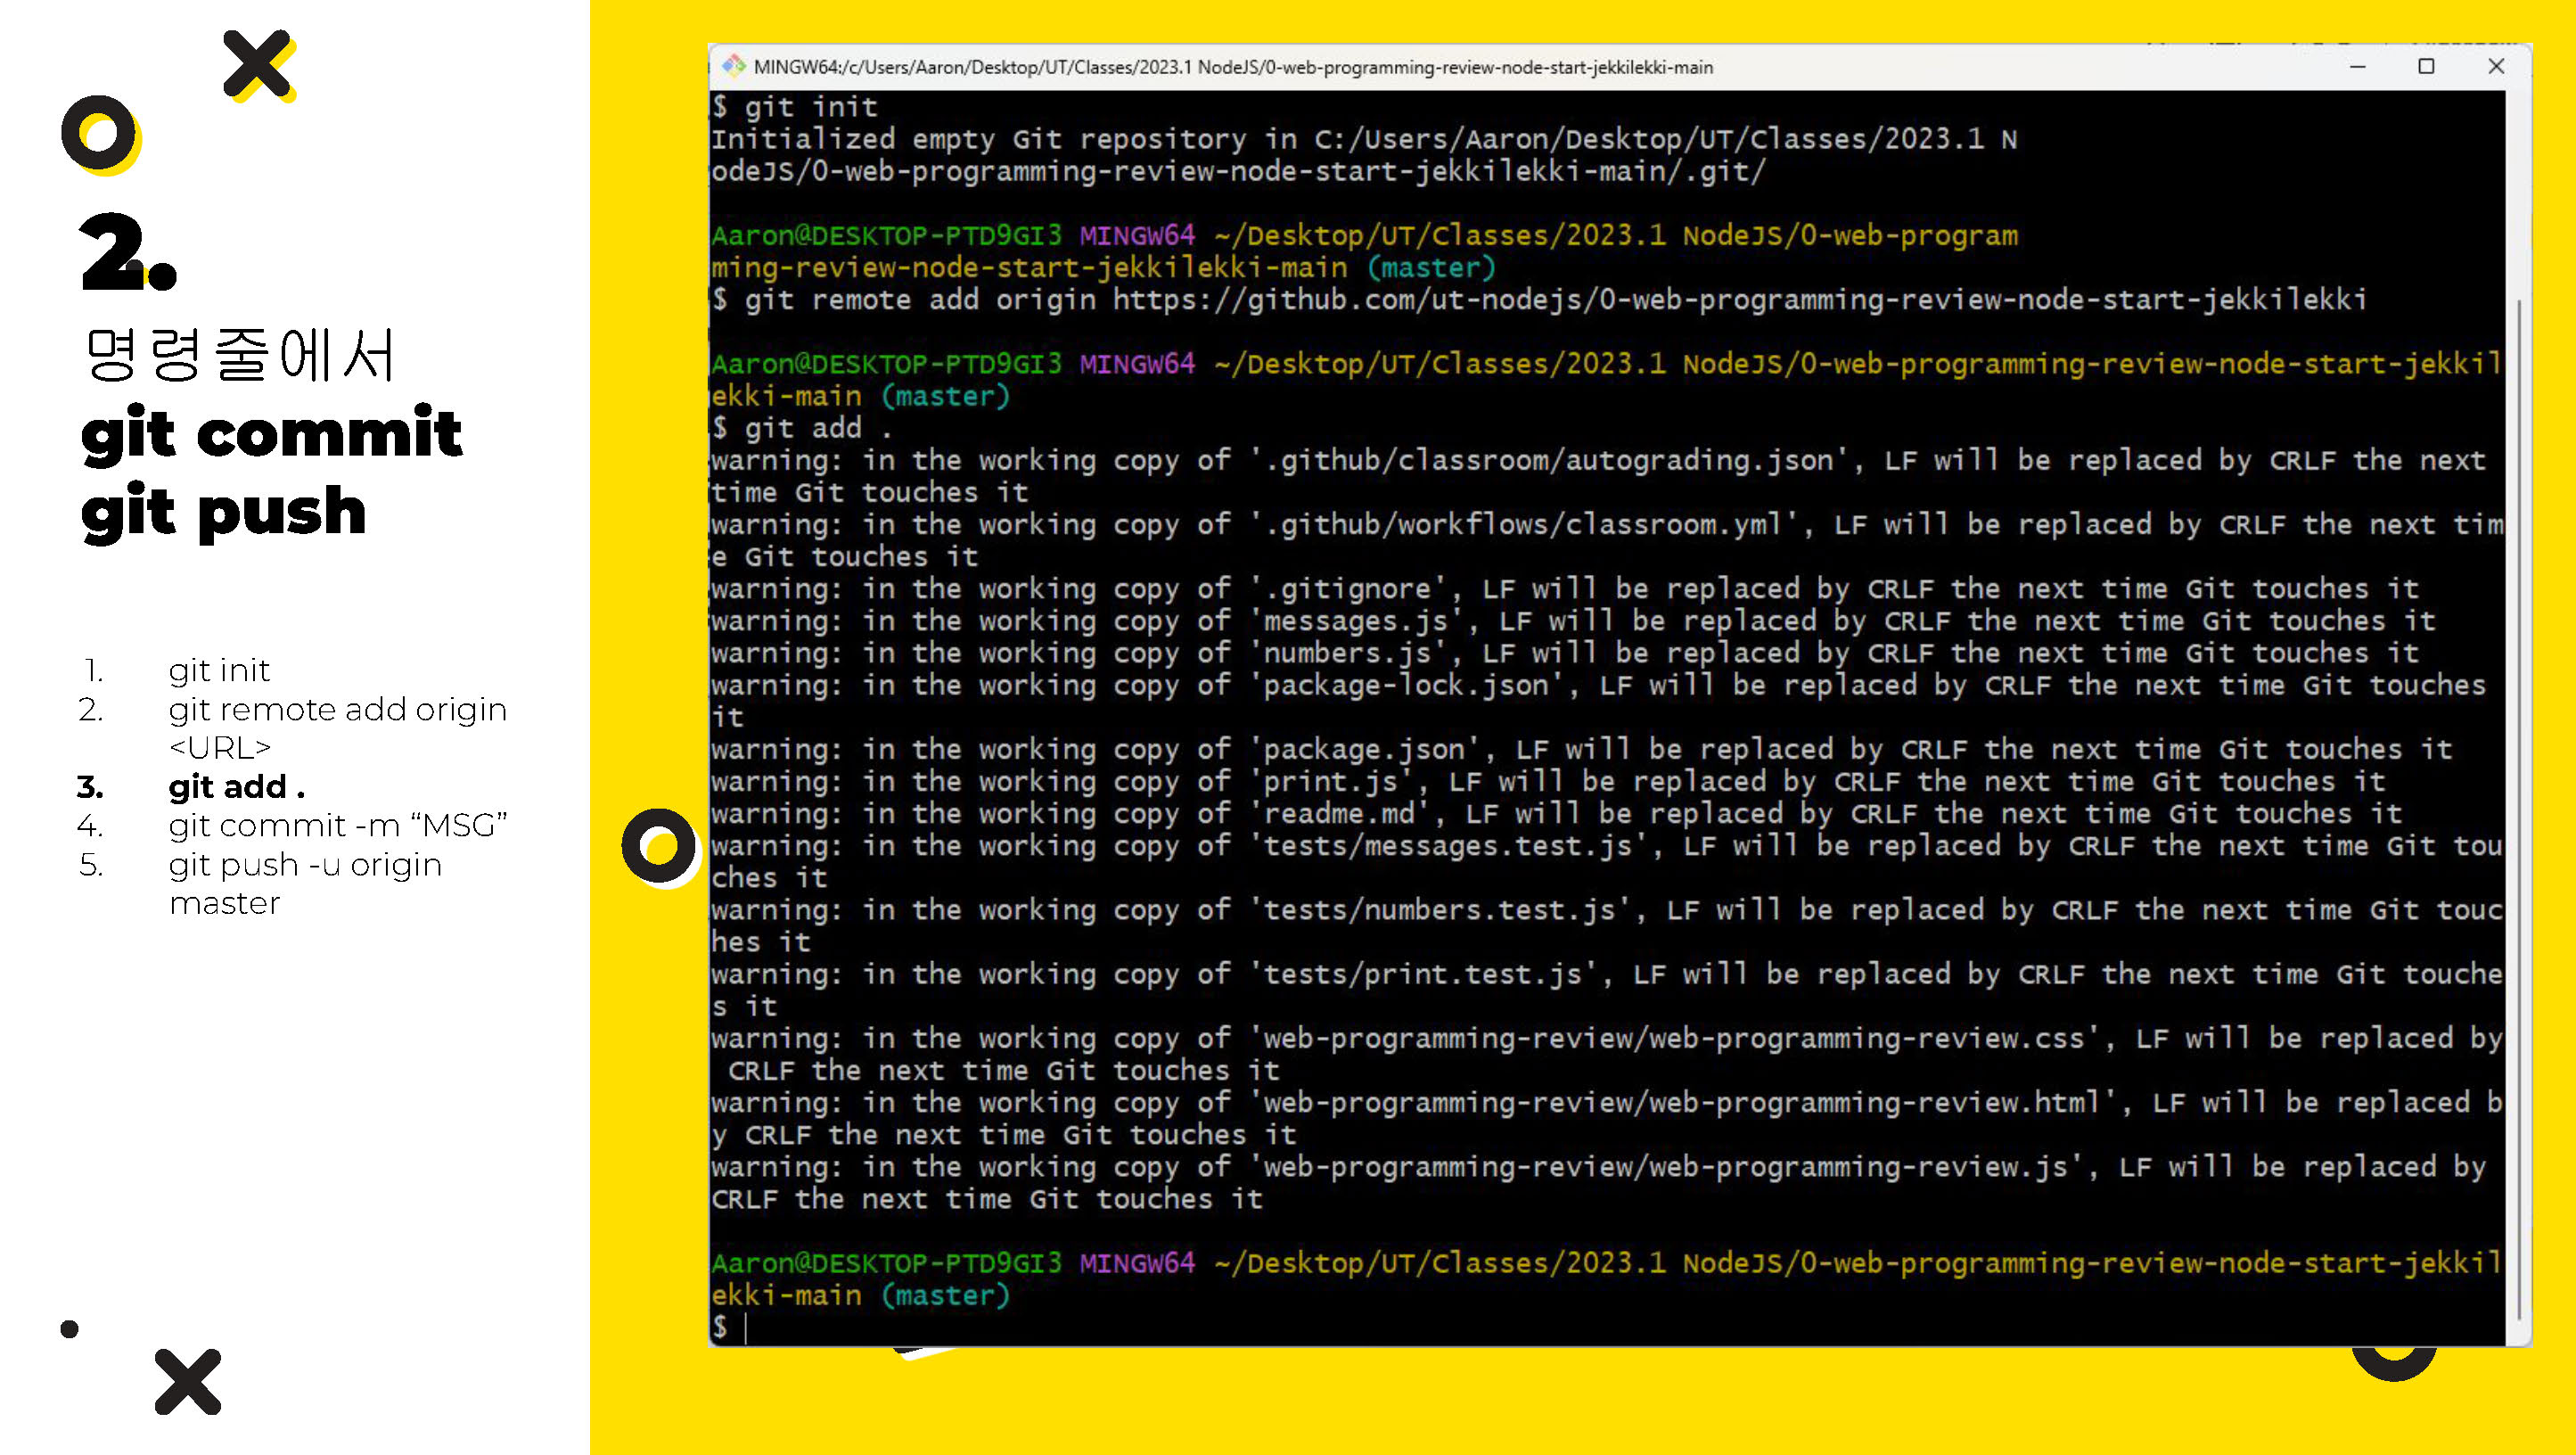 2.
명령줄에서
git commit
git push
1. git init
2. git remote add origin
<URL>
3. git add .
4. git commit -m “MSG”
5. git push -u origin
master
MINGW64:/c/Users/Aaron/Desktop/UT/Classes/2023.1 NodeJS/0-web-programming-review-node-start-jekkilekki-main
$ git init
Initialized empty Git repository in C:/Users/Aaron/Desktop/UT/Classes/2023.1 N
odeJS/0-web-programming-review-node-start-jekkilekki-main/.git/
Aaron@DESKTOP-PTD9GI3 MINGW64 ~/Desktop/UT/Classes/2023.1 NodeJS/0-web-program
ming-review-node-start-jekkilekki-main (master)
$ git remote add origin https://github.com/ut-nodejs/0-web-programming-review-node-start-jekkilekki
Aaron@DESKTOP-PTD9GI3 MINGW64 ~/Desktop/UT/Classes/2023.1 NodeJS/0-web-programming-review-node-start-jekkil
ekki-main (master)
$ git add .
warning: in the working copy of '.github/classroom/autograding.json', LF will be replaced by CRLF the next
time Git touches it
warning: in the working copy of '.github/workflows/classroom.yml', LF will be replaced by CRLF the next tim
e Git touches it
warning: in the working copy of '.gitignore', LF will be replaced by CRLF the next time Git touches it
warning: in the working copy of 'messages.js', LF will be replaced by CRLF the next time Git touches it
warning: in the working copy of 'numbers.js', LF will be replaced by CRLF the next time Git touches it
warning: in the working copy of 'package-lock.json', LF will be replaced by CRLF the next time Git touches
it
warning: in the working copy of 'package.json', LF will be replaced by CRLF the next time Git touches it
warning: in the working copy of 'print.js', LF will be replaced by CRLF the next time Git touches it
warning: in the working copy of 'readme.md', LF will be replaced by CRLF the next time Git touches it
warning: in the working copy of 'tests/messages.test.js', LF will be replaced by CRLF the next time Git tou
ches it
warning: in the working copy of 'tests/numbers.test.js', LF will be replaced by CRLF the next time Git touc
hes it
warning: in the working copy of 'tests/print.test.js', LF will be replaced by CRLF the next time Git touche
s it
warning: in the working copy of 'web-programming-review/web-programming-review.css', LF will be replaced by
CRLF the next time Git touches it
warning: in the working copy of 'web-programming-review/web-programming-review.html', LF will be replaced b
y CRLF the next time Git touches it
warning: in the working copy of 'web-programming-review/web-programming-review.js', LF will be replaced by
CRLF the next time Git touches it
Aaron@DESKTOP-PTD9GI3 MINGW64 ~/Desktop/UT/Classes/2023.1 NodeJS/0-web-programming-review-node-start-jekkil
ekki-main (master)
$